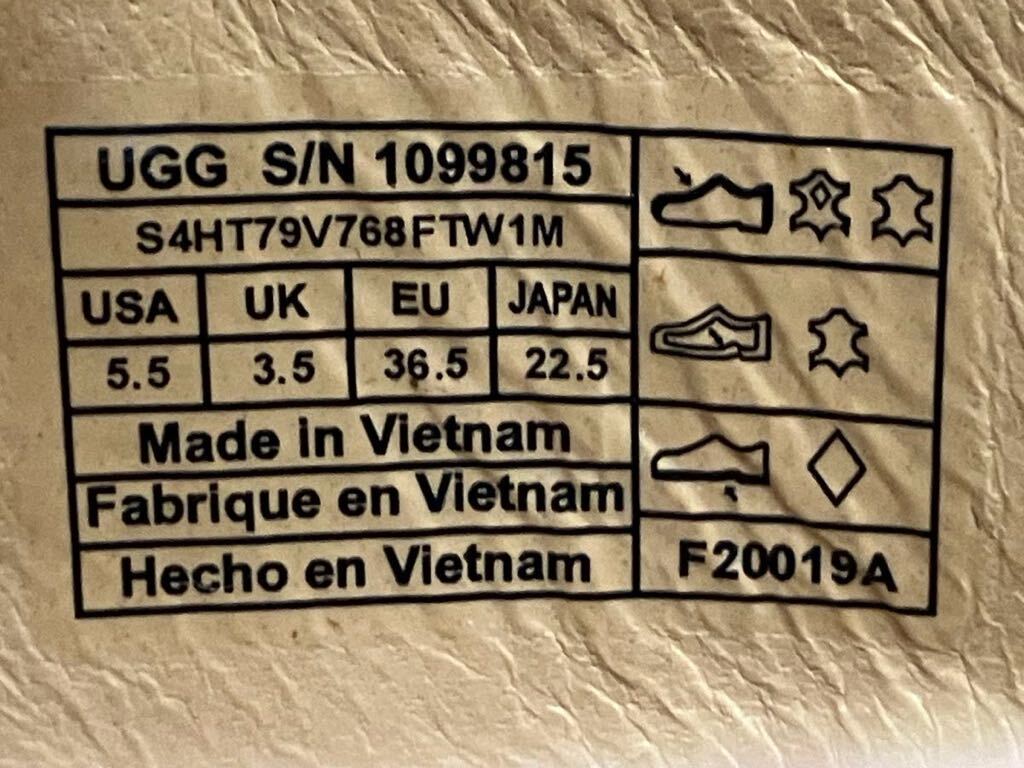 UGG S/N 1099815
S4HT79V768FTW1M
USA UK EU JAPAN
5.5 3.5 36.5 22.5
Made in Vietnam
Fabrique en Vietnam
Hecho en Vietnam
F20019A